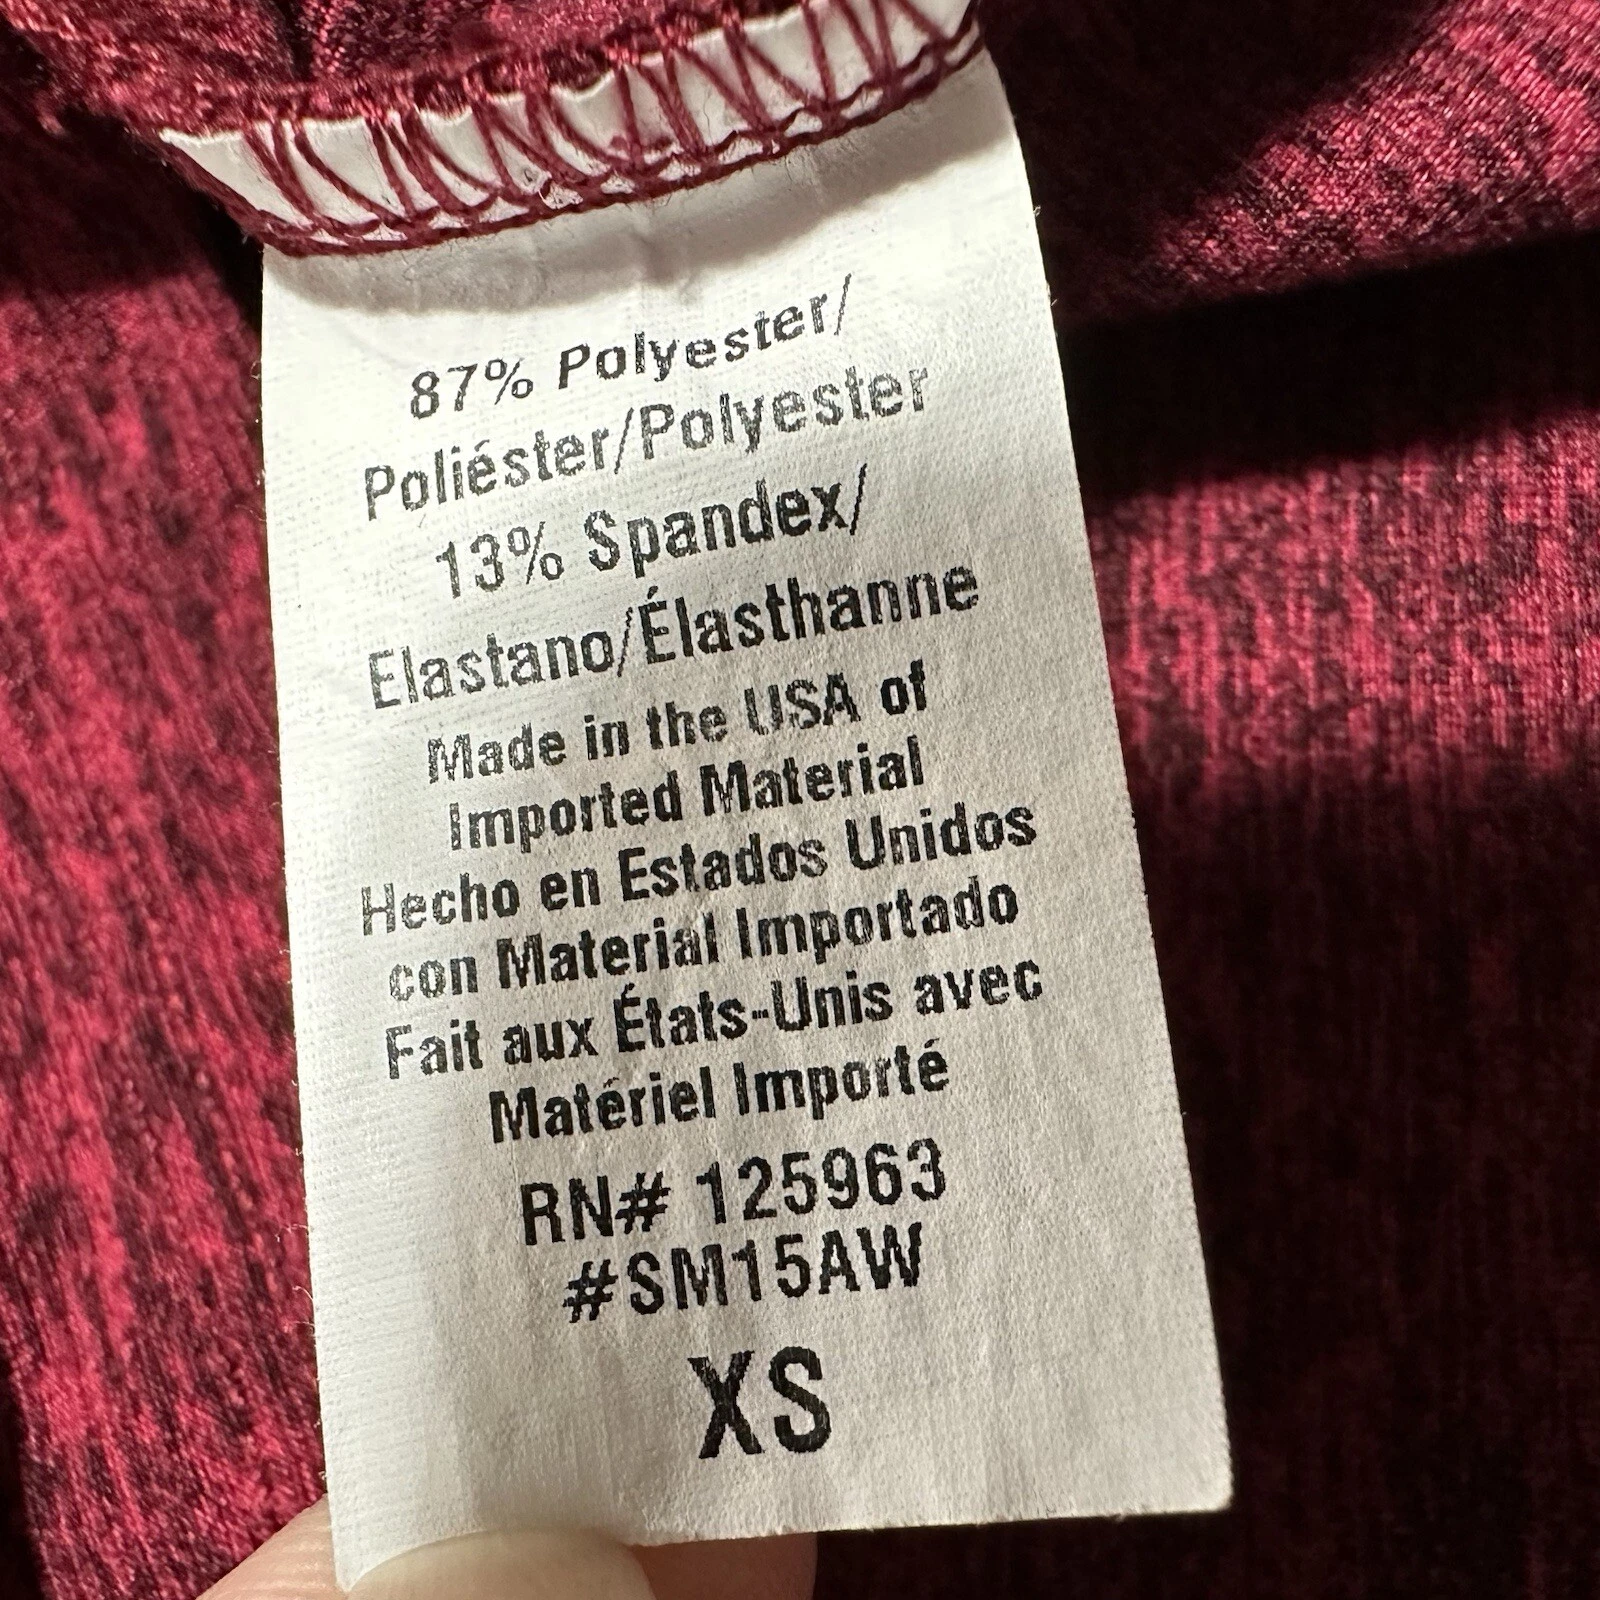 87% Polyester/
Poliéster/Polyester
13% Spandex/
Elastano/Élasthanne
Made in the USA of
Imported Material
Hecho en Estados Unidos
con Material Importado
Fait aux États-Unis avec
Matériel Importé
RN# 125963
#SM15AW
XS